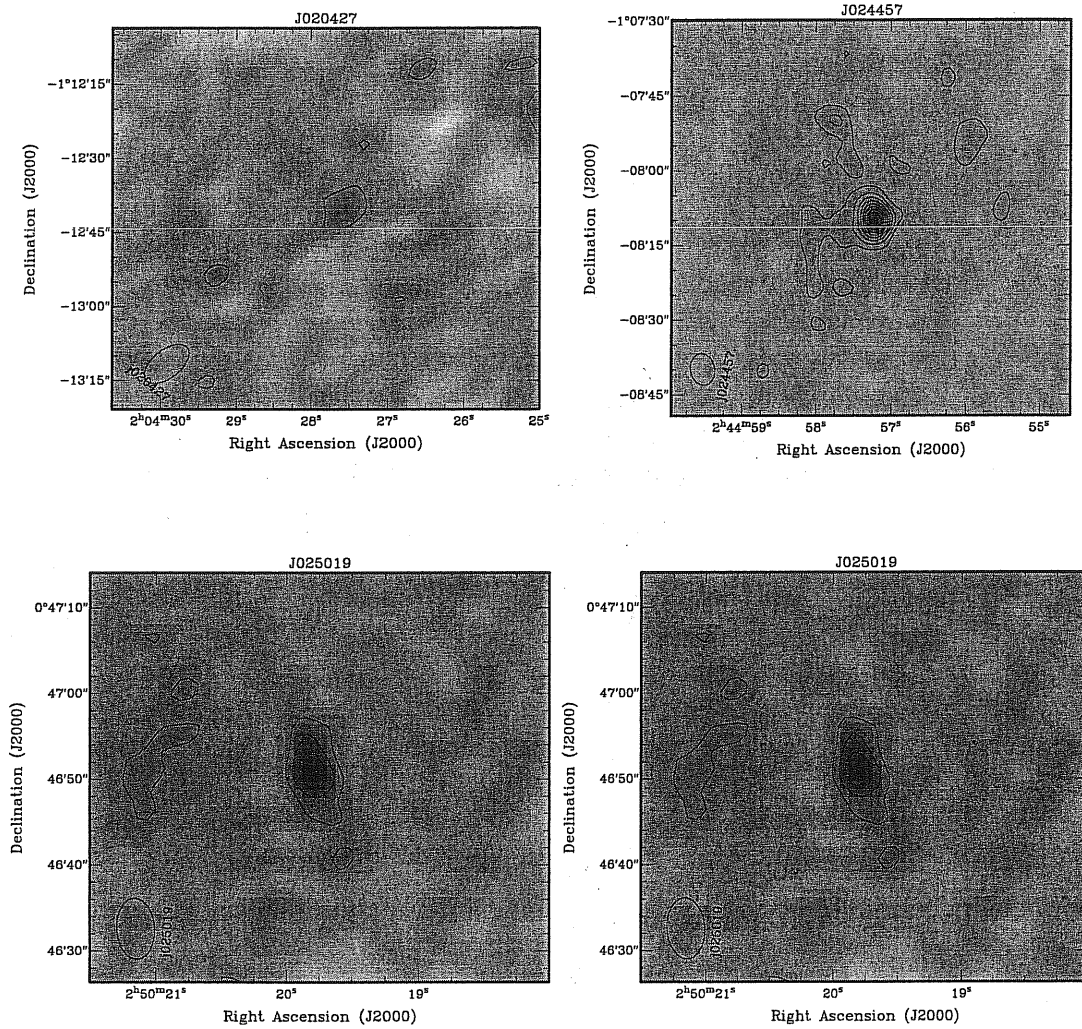 J020427
−1°12′15″
−12′30″
−12′45″
−13′00″
−13′15″
Declination (J2000)
2ʰ04ᵐ30ˢ 29ˢ 28ˢ 27ˢ 26ˢ 25ˢ
Right Ascension (J2000)
J024457
−1°07′30″
−07′45″
−08′00″
−08′15″
−08′30″
−08′45″
Declination (J2000)
J024457
2ʰ44ᵐ59ˢ 58ˢ 57ˢ 56ˢ 55ˢ
Right Ascension (J2000)
J025019
0°47′10″
47′00″
46′50″
46′40″
46′30″
Declination (J2000)
J025019
2ʰ50ᵐ21ˢ 20ˢ 19ˢ
Right Ascension (J2000)
J025019
0°47′10″
47′00″
46′50″
46′40″
46′30″
Declination (J2000)
J025019
2ʰ50ᵐ21ˢ 20ˢ 19ˢ
Right Ascension (J2000)